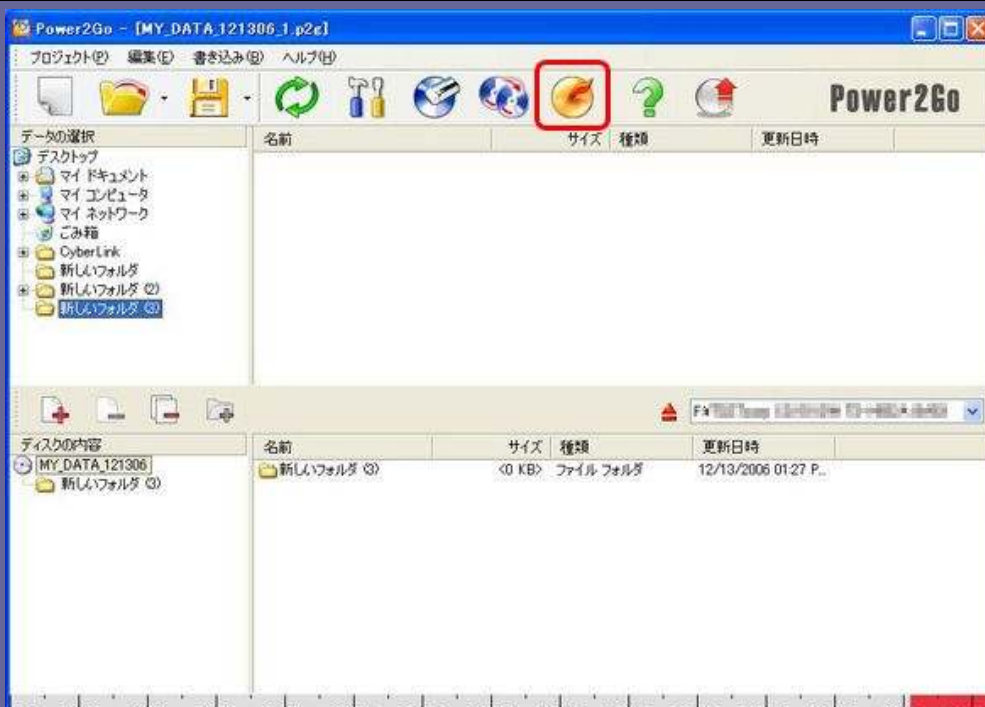 Power2Go - [MY_DATA_121306_1.p2c]
プロジェクト(P) 編集(E) 書き込み(B) ヘルプ(H)
Power2Go
データの選択
名前 サイズ 種類 更新日時
デスクトップ
マイ ドキュメント
マイ コンピュータ
マイ ネットワーク
ごみ箱
CyberLink
新しいフォルダ
新しいフォルダ (2)
新しいフォルダ (3)
ディスクの内容
名前 サイズ 種類 更新日時
MY_DATA_121306
新しいフォルダ (3)
新しいフォルダ (3) <0 KB> ファイル フォルダ 12/13/2006 01:27 P...